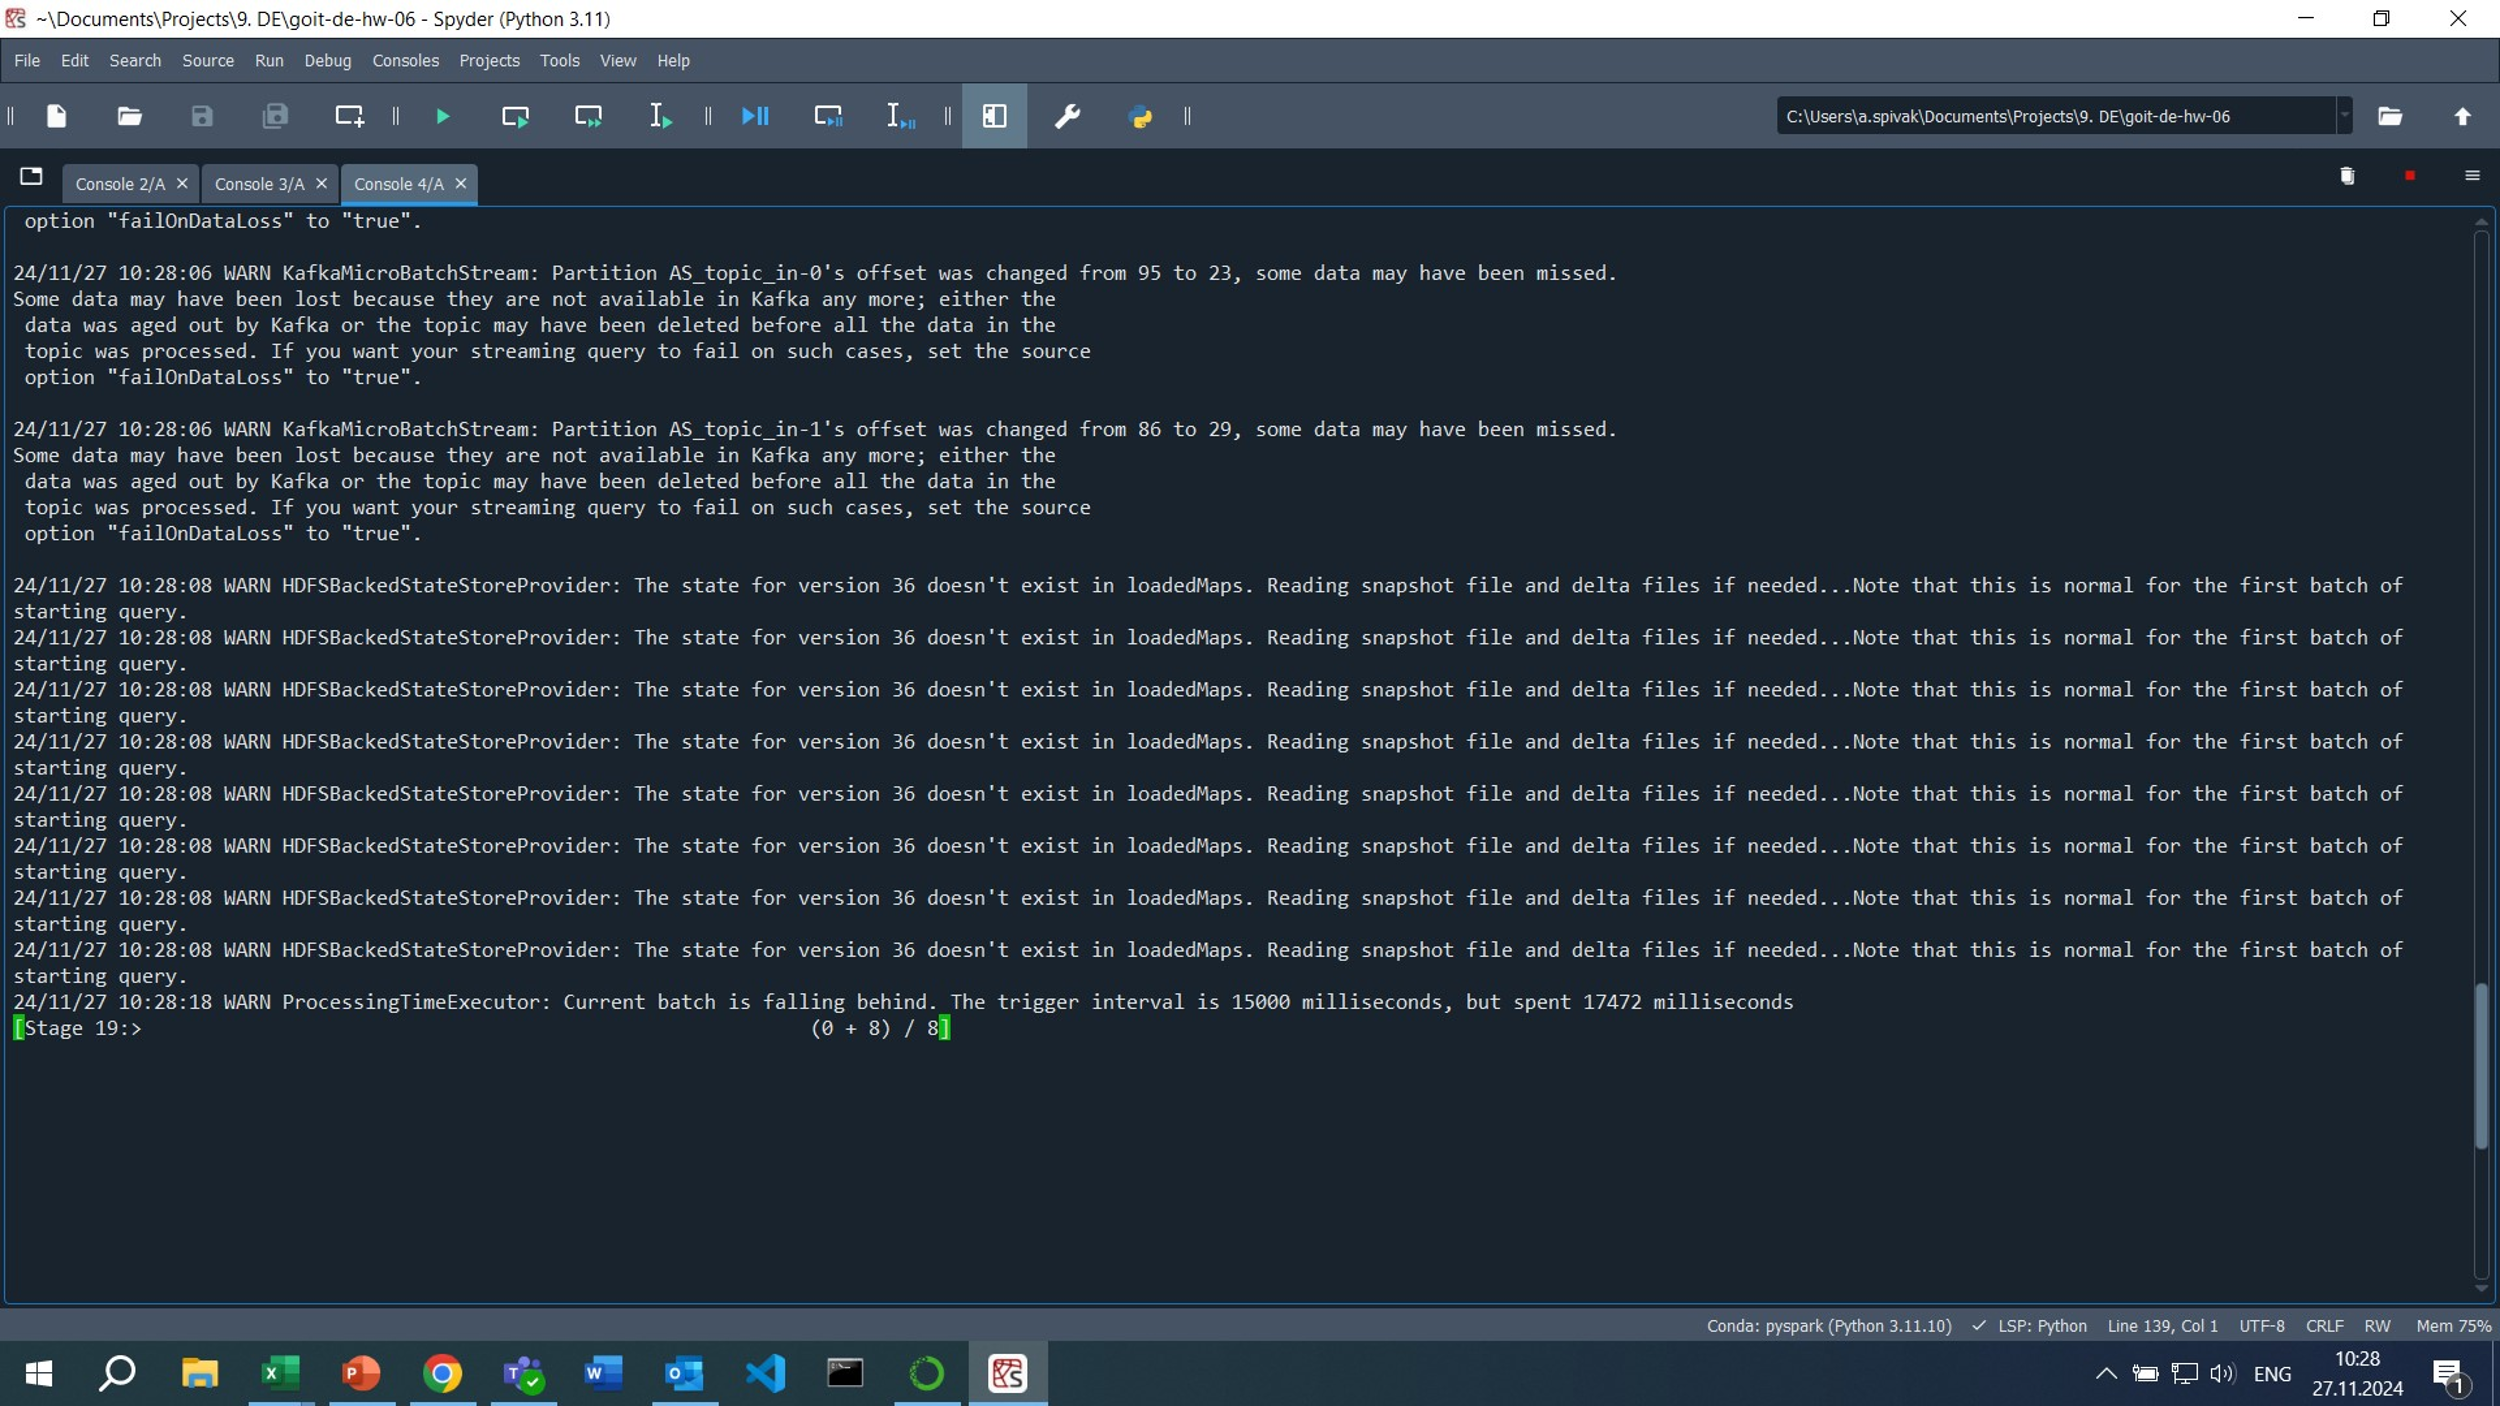 ~\Documents\Projects\9. DE\goit-de-hw-06 - Spyder (Python 3.11)
File Edit Search Source Run Debug Consoles Projects Tools View Help
C:\Users\a.spivak\Documents\Projects\9. DE\goit-de-hw-06
Console 2/A Console 3/A Console 4/A
option "failOnDataLoss" to "true".
24/11/27 10:28:06 WARN KafkaMicroBatchStream: Partition AS_topic_in-0's offset was changed from 95 to 23, some data may have been missed.
Some data may have been lost because they are not available in Kafka any more; either the
data was aged out by Kafka or the topic may have been deleted before all the data in the
topic was processed. If you want your streaming query to fail on such cases, set the source
option "failOnDataLoss" to "true".
24/11/27 10:28:06 WARN KafkaMicroBatchStream: Partition AS_topic_in-1's offset was changed from 86 to 29, some data may have been missed.
Some data may have been lost because they are not available in Kafka any more; either the
data was aged out by Kafka or the topic may have been deleted before all the data in the
topic was processed. If you want your streaming query to fail on such cases, set the source
option "failOnDataLoss" to "true".
24/11/27 10:28:08 WARN HDFSBackedStateStoreProvider: The state for version 36 doesn't exist in loadedMaps. Reading snapshot file and delta files if needed...Note that this is normal for the first batch of
starting query.
24/11/27 10:28:08 WARN HDFSBackedStateStoreProvider: The state for version 36 doesn't exist in loadedMaps. Reading snapshot file and delta files if needed...Note that this is normal for the first batch of
starting query.
24/11/27 10:28:08 WARN HDFSBackedStateStoreProvider: The state for version 36 doesn't exist in loadedMaps. Reading snapshot file and delta files if needed...Note that this is normal for the first batch of
starting query.
24/11/27 10:28:08 WARN HDFSBackedStateStoreProvider: The state for version 36 doesn't exist in loadedMaps. Reading snapshot file and delta files if needed...Note that this is normal for the first batch of
starting query.
24/11/27 10:28:08 WARN HDFSBackedStateStoreProvider: The state for version 36 doesn't exist in loadedMaps. Reading snapshot file and delta files if needed...Note that this is normal for the first batch of
starting query.
24/11/27 10:28:08 WARN HDFSBackedStateStoreProvider: The state for version 36 doesn't exist in loadedMaps. Reading snapshot file and delta files if needed...Note that this is normal for the first batch of
starting query.
24/11/27 10:28:08 WARN HDFSBackedStateStoreProvider: The state for version 36 doesn't exist in loadedMaps. Reading snapshot file and delta files if needed...Note that this is normal for the first batch of
starting query.
24/11/27 10:28:08 WARN HDFSBackedStateStoreProvider: The state for version 36 doesn't exist in loadedMaps. Reading snapshot file and delta files if needed...Note that this is normal for the first batch of
starting query.
24/11/27 10:28:18 WARN ProcessingTimeExecutor: Current batch is falling behind. The trigger interval is 15000 milliseconds, but spent 17472 milliseconds
[Stage 19:> (0 + 8) / 8]
Conda: pyspark (Python 3.11.10) ✓ LSP: Python Line 139, Col 1 UTF-8 CRLF RW Mem 75%
ENG
10:28
27.11.2024
1